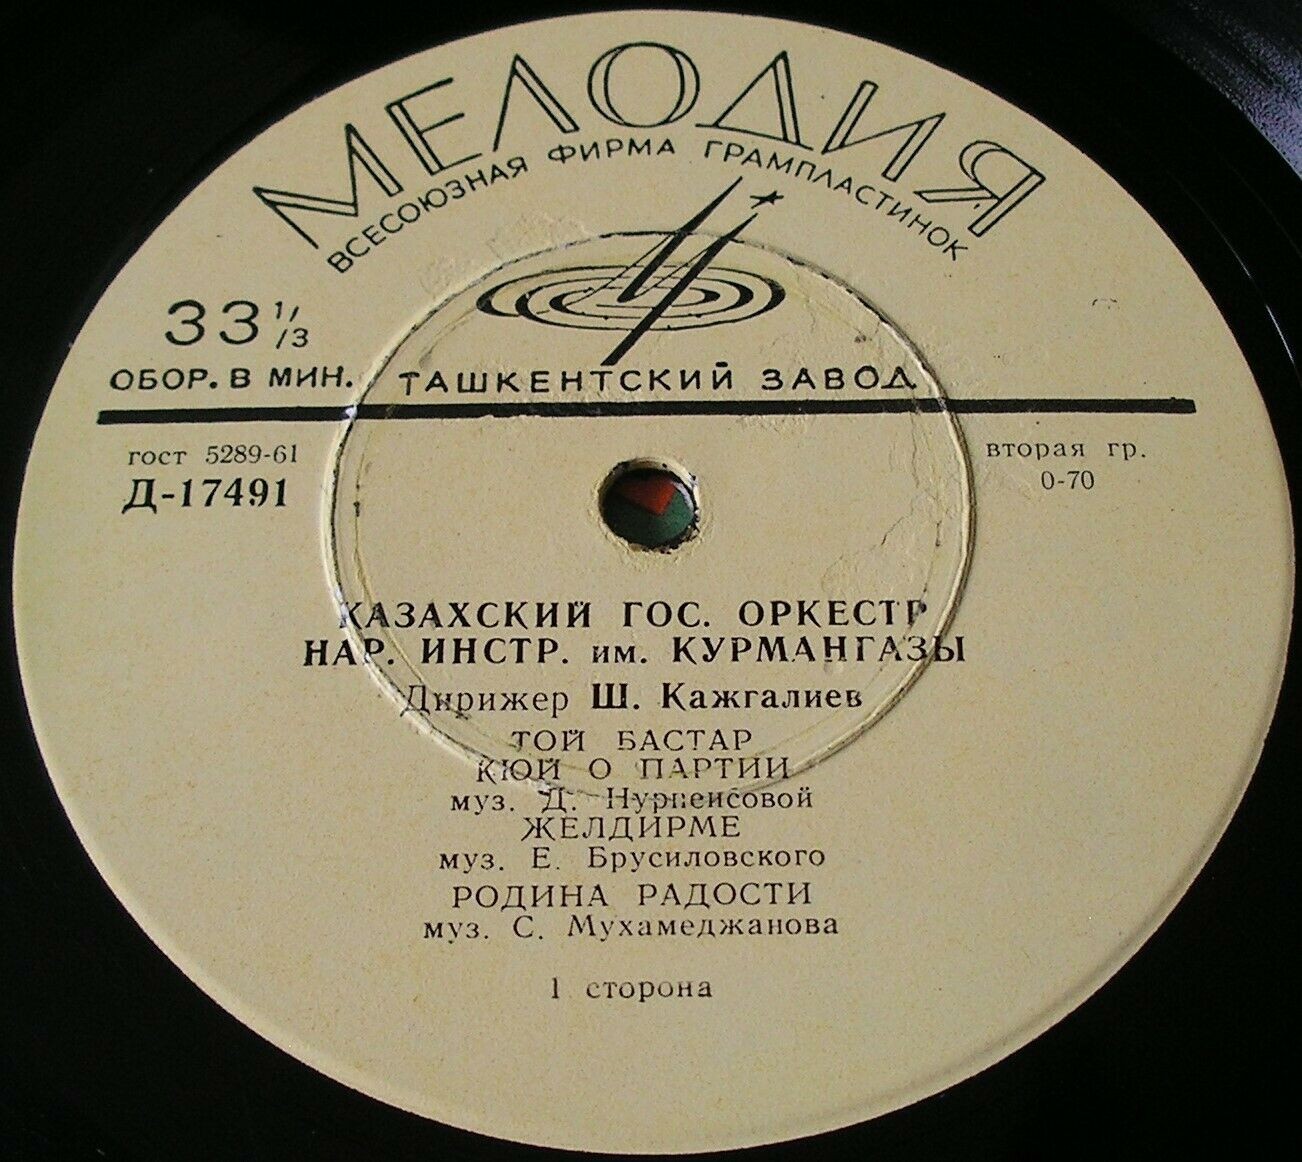 МЕЛОДИЯ
ВСЕСОЮЗНАЯ ФИРМА ГРАМПЛАСТИНОК
33 1/3
ОБОР. В МИН.
ТАШКЕНТСКИЙ ЗАВОД
гост 5289-61
Д-17491
вторая гр.
0-70
КАЗАХСКИЙ ГОС. ОРКЕСТР
НАР. ИНСТР. им. КУРМАНГАЗЫ
Дирижер Ш. Кажгалиев
ТОЙ БАСТАР
КЮЙ О ПАРТИИ
муз. Д. Нурпеисовой
ЖЕЛДИРМЕ
муз. Е. Брусиловского
РОДИНА РАДОСТИ
муз. С. Мухамеджанова
1 сторона